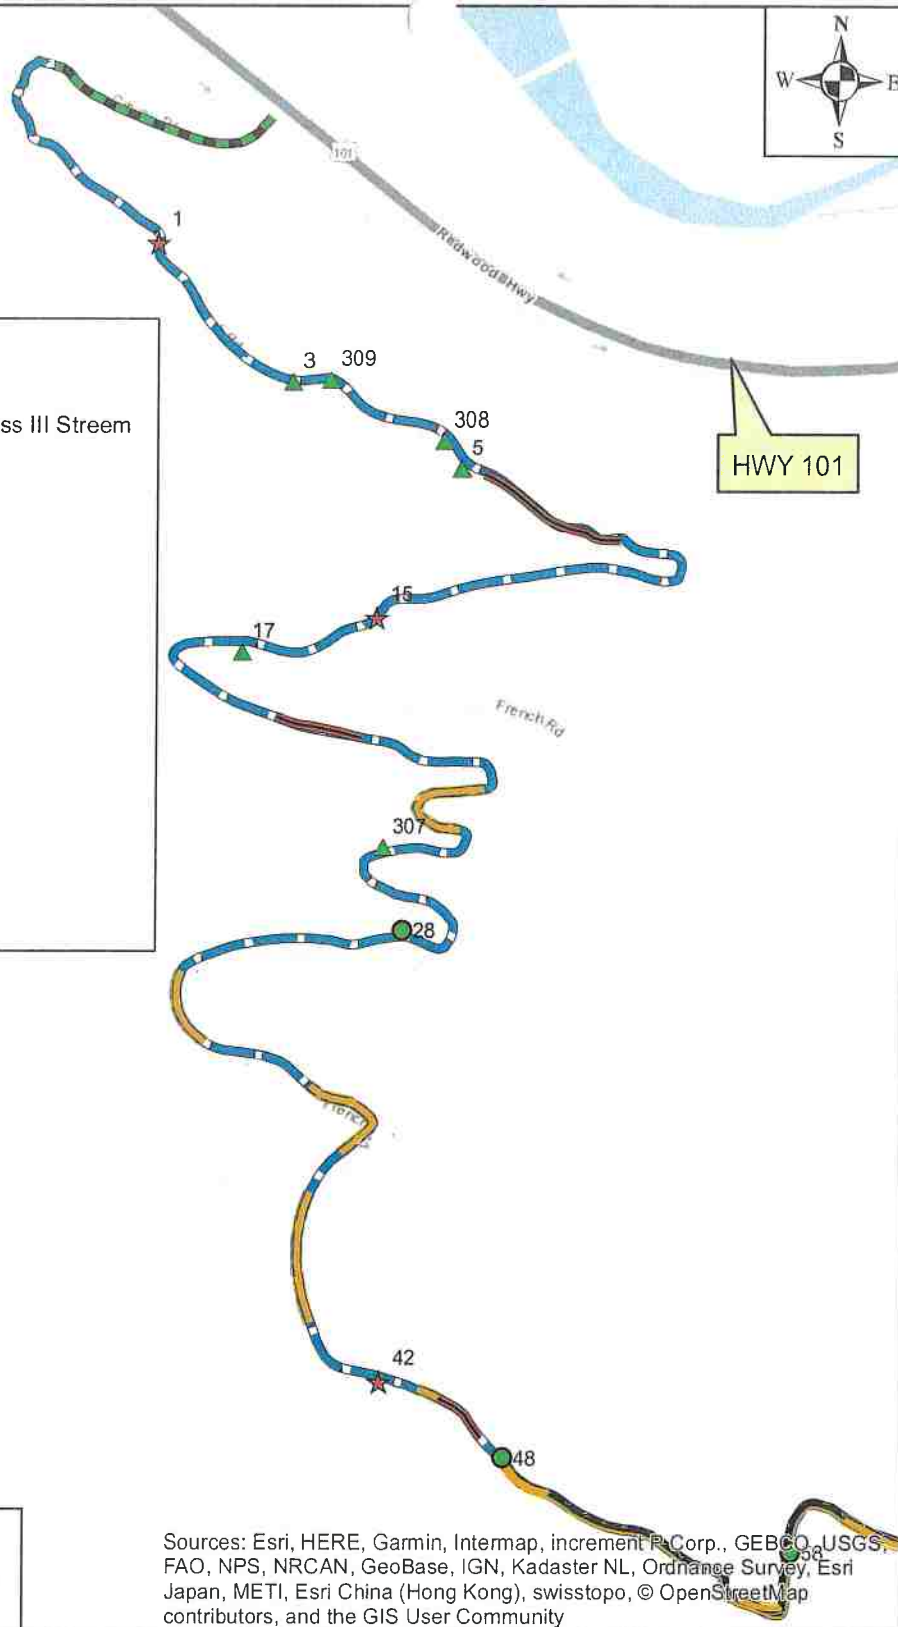 N
W
E
S
101
1
Redwood Hwy
3
309
308
5
ss III Streem
HWY 101
15
17
French Rd
307
28
French
42
48
58
Sources: Esri, HERE, Garmin, Intermap, increment P Corp., GEBCO, USGS,
FAO, NPS, NRCAN, GeoBase, IGN, Kadaster NL, Ordnance Survey, Esri
Japan, METI, Esri China (Hong Kong), swisstopo, © OpenStreetMap
contributors, and the GIS User Community